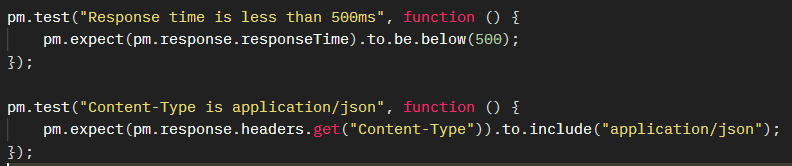 pm.test("Response time is less than 500ms", function () {
    pm.expect(pm.response.responseTime).to.be.below(500);
});

pm.test("Content-Type is application/json", function () {
    pm.expect(pm.response.headers.get("Content-Type")).to.include("application/json");
});